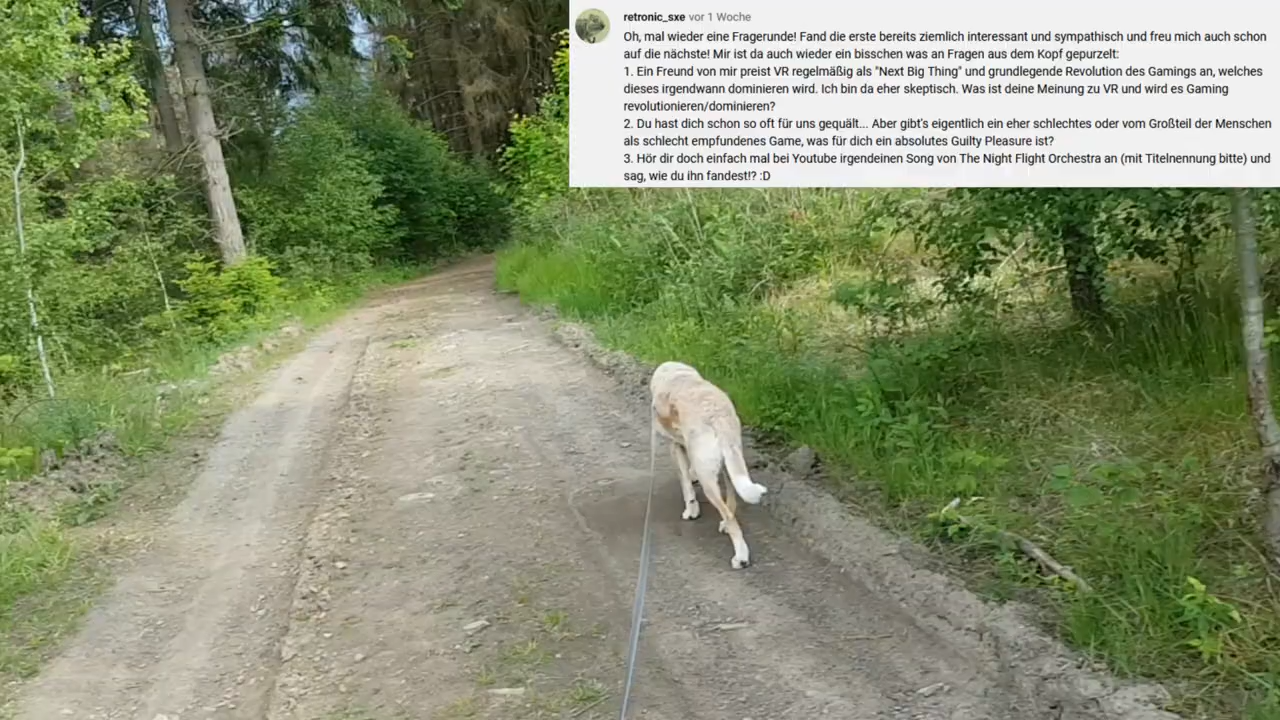 retronic_sxe vor 1 Woche
Oh, mal wieder eine Fragerunde! Fand die erste bereits ziemlich interessant und sympathisch und freu mich auch schon
auf die nächste! Mir ist da auch wieder ein bisschen was an Fragen aus dem Kopf gepurzelt:
1. Ein Freund von mir preist VR regelmäßig als "Next Big Thing" und grundlegende Revolution des Gamings an, welches
dieses irgendwann dominieren wird. Ich bin da eher skeptisch. Was ist deine Meinung zu VR und wird es Gaming
revolutionieren/dominieren?
2. Du hast dich schon so oft für uns gequält... Aber gibt's eigentlich ein eher schlechtes oder vom Großteil der Menschen
als schlecht empfundenes Game, was für dich ein absolutes Guilty Pleasure ist?
3. Hör dir doch einfach mal bei Youtube irgendeinen Song von The Night Flight Orchestra an (mit Titelnennung bitte) und
sag, wie du ihn fandest!? :D